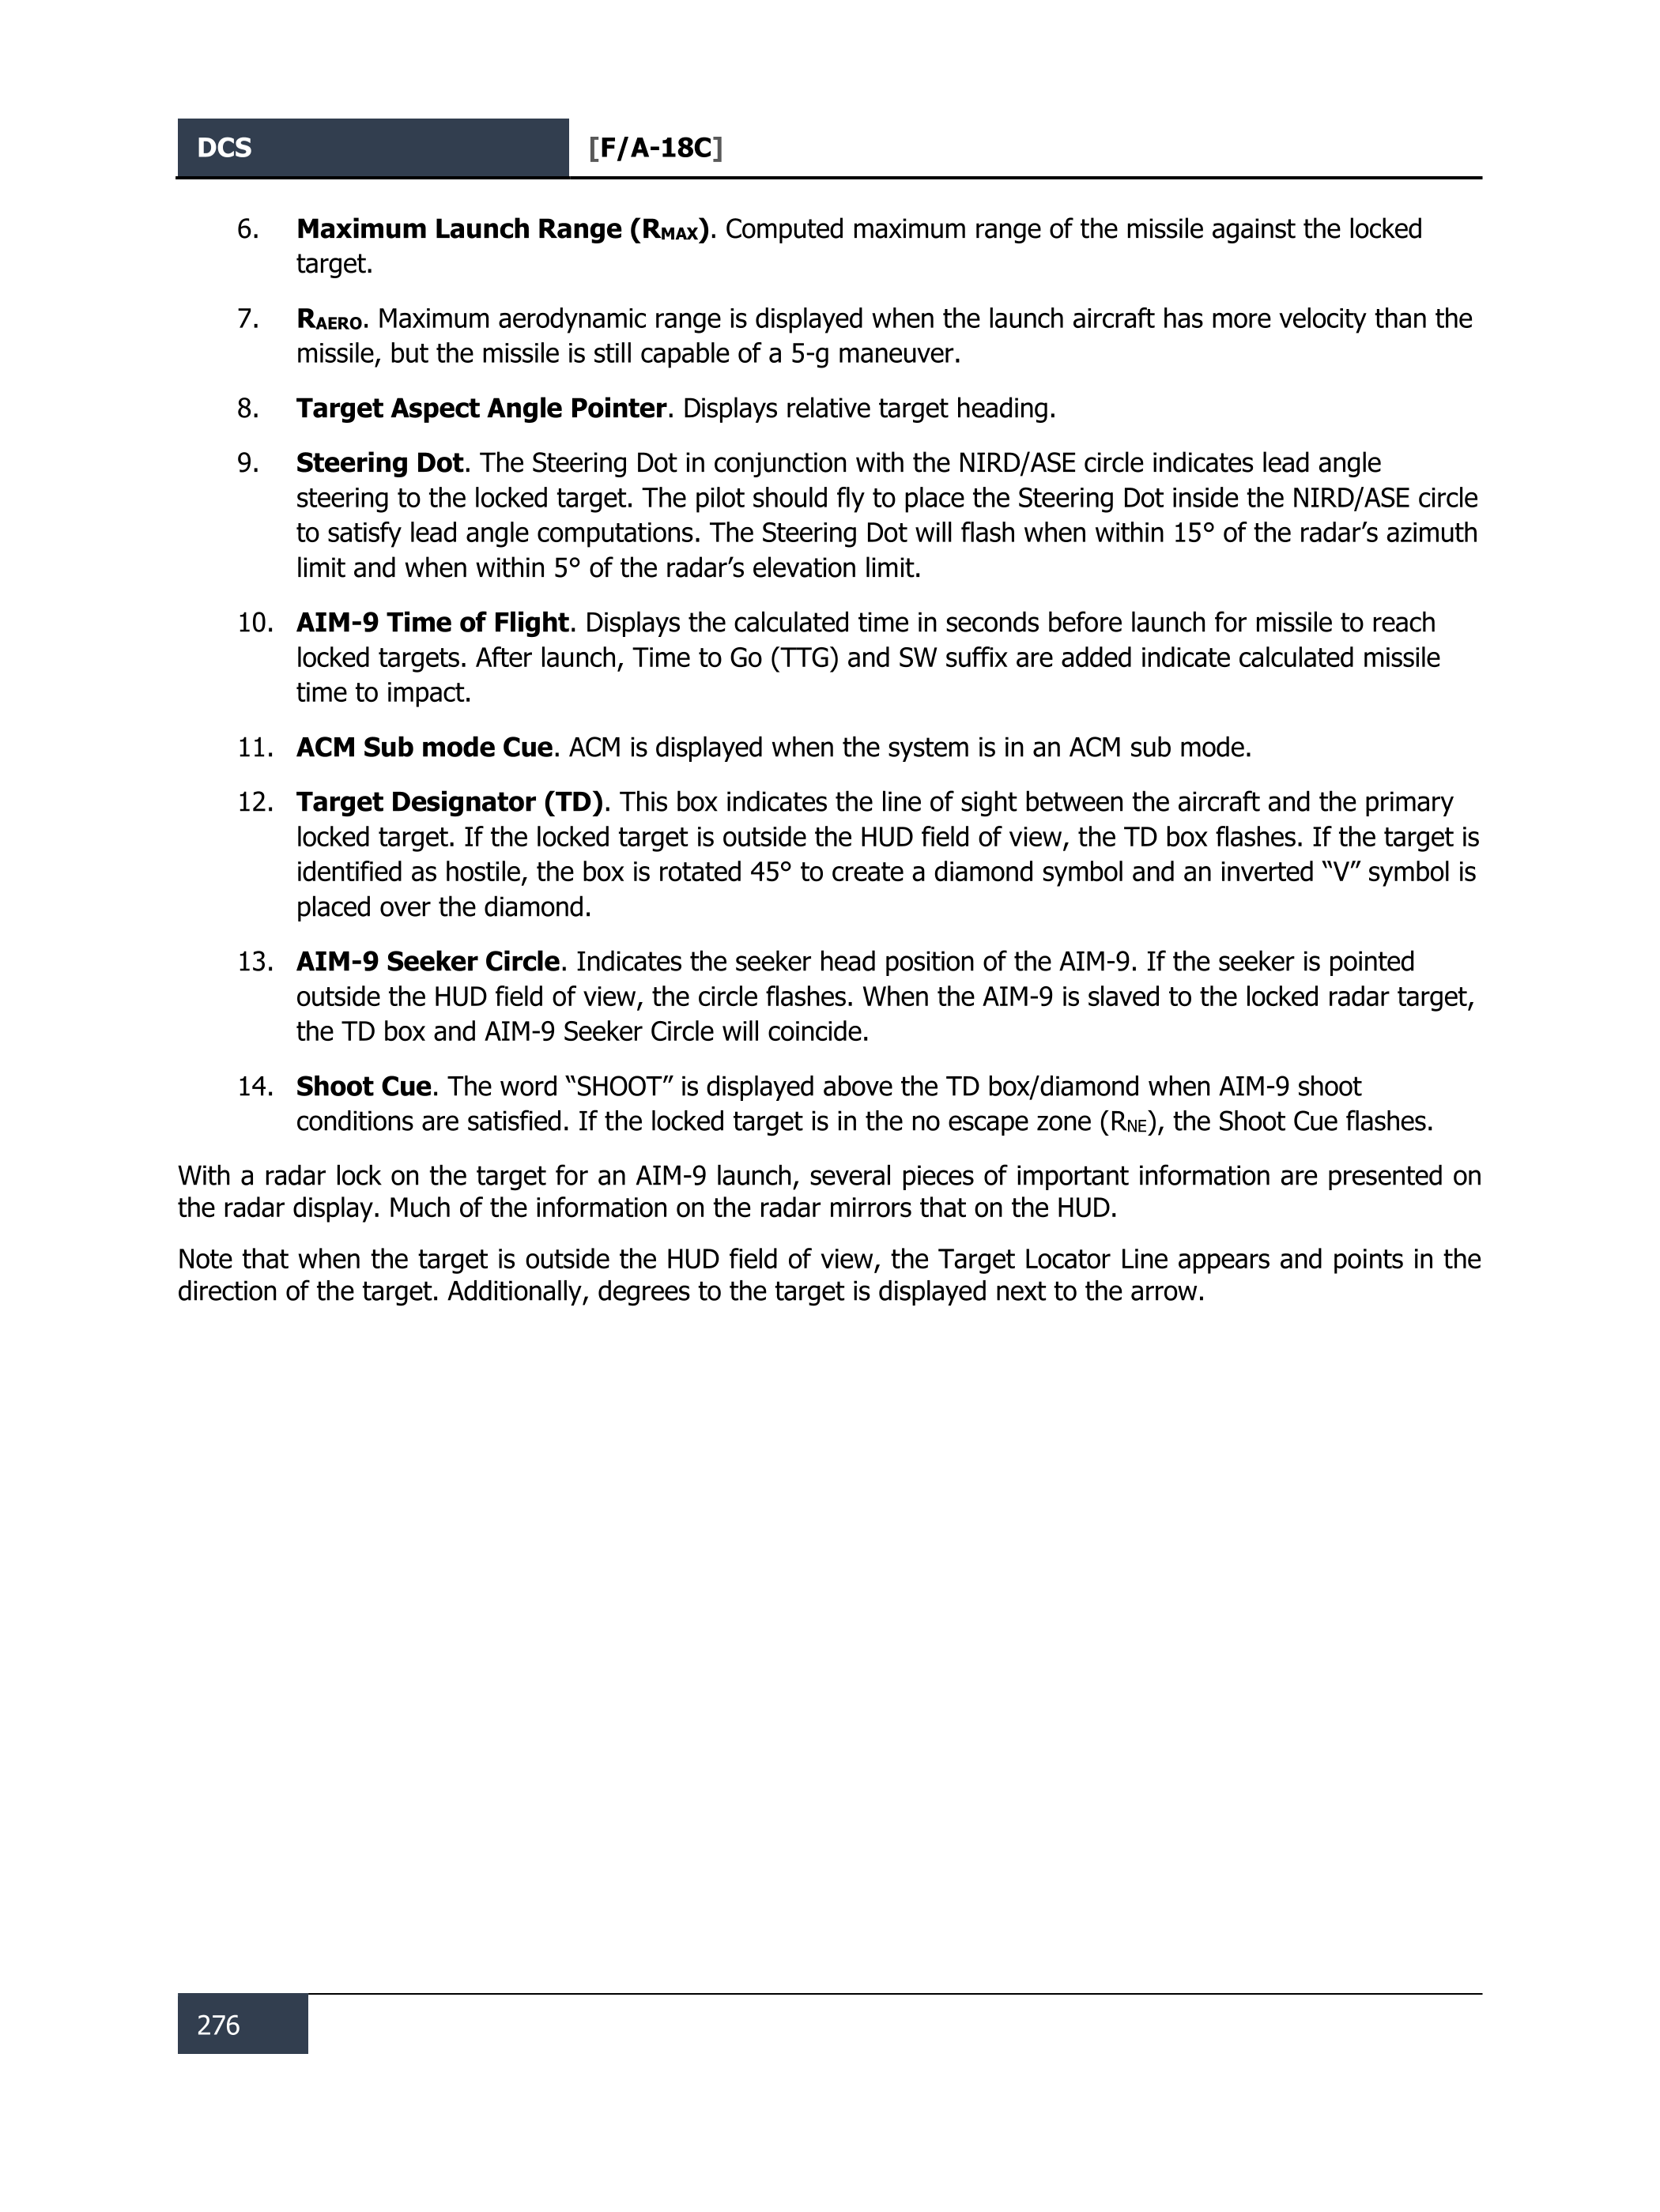 DCS [F/A-18C]
6. Maximum Launch Range (RMAX). Computed maximum range of the missile against the locked
target.
7. RAERO. Maximum aerodynamic range is displayed when the launch aircraft has more velocity than the
missile, but the missile is still capable of a 5-g maneuver.
8. Target Aspect Angle Pointer. Displays relative target heading.
9. Steering Dot. The Steering Dot in conjunction with the NIRD/ASE circle indicates lead angle
steering to the locked target. The pilot should fly to place the Steering Dot inside the NIRD/ASE circle
to satisfy lead angle computations. The Steering Dot will flash when within 15° of the radar’s azimuth
limit and when within 5° of the radar’s elevation limit.
10. AIM-9 Time of Flight. Displays the calculated time in seconds before launch for missile to reach
locked targets. After launch, Time to Go (TTG) and SW suffix are added indicate calculated missile
time to impact.
11. ACM Sub mode Cue. ACM is displayed when the system is in an ACM sub mode.
12. Target Designator (TD). This box indicates the line of sight between the aircraft and the primary
locked target. If the locked target is outside the HUD field of view, the TD box flashes. If the target is
identified as hostile, the box is rotated 45° to create a diamond symbol and an inverted “V” symbol is
placed over the diamond.
13. AIM-9 Seeker Circle. Indicates the seeker head position of the AIM-9. If the seeker is pointed
outside the HUD field of view, the circle flashes. When the AIM-9 is slaved to the locked radar target,
the TD box and AIM-9 Seeker Circle will coincide.
14. Shoot Cue. The word “SHOOT” is displayed above the TD box/diamond when AIM-9 shoot
conditions are satisfied. If the locked target is in the no escape zone (RNE), the Shoot Cue flashes.
With a radar lock on the target for an AIM-9 launch, several pieces of important information are presented on
the radar display. Much of the information on the radar mirrors that on the HUD.
Note that when the target is outside the HUD field of view, the Target Locator Line appears and points in the
direction of the target. Additionally, degrees to the target is displayed next to the arrow.
276